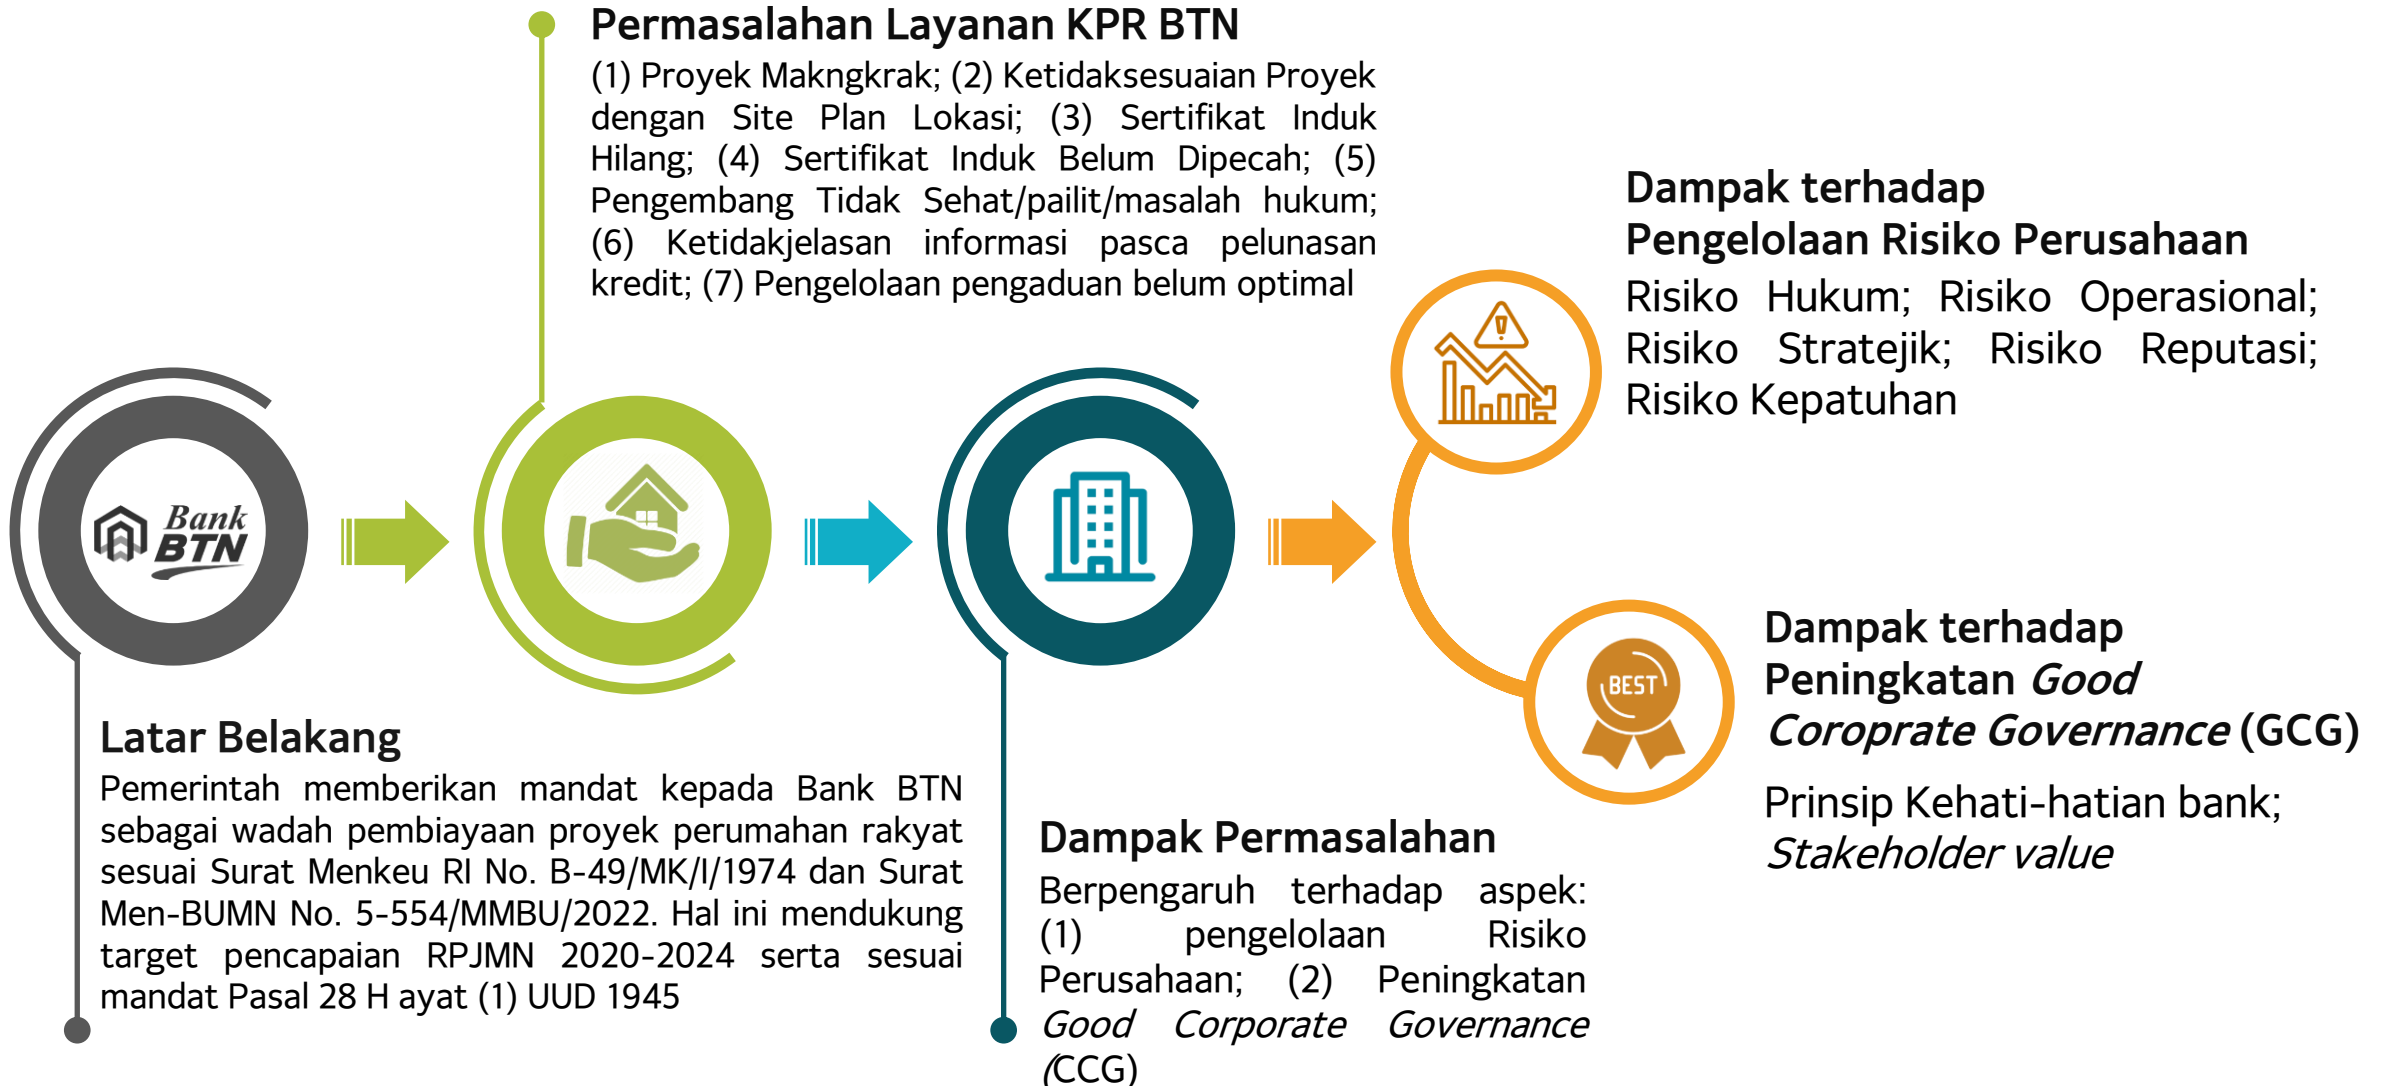 Permasalahan Layanan KPR BTN
(1) Proyek Makngkrak; (2) Ketidaksesuaian Proyek
dengan Site Plan Lokasi; (3) Sertifikat Induk
Hilang; (4) Sertifikat Induk Belum Dipecah; (5)
Pengembang Tidak Sehat/pailit/masalah hukum;
(6) Ketidakjelasan informasi pasca pelunasan
kredit; (7) Pengelolaan pengaduan belum optimal
Bank
BTN
Latar Belakang
Pemerintah memberikan mandat kepada Bank BTN
sebagai wadah pembiayaan proyek perumahan rakyat
sesuai Surat Menkeu RI No. B-49/MK/I/1974 dan Surat
Men-BUMN No. 5-554/MMBU/2022. Hal ini mendukung
target pencapaian RPJMN 2020-2024 serta sesuai
mandat Pasal 28 H ayat (1) UUD 1945
Dampak Permasalahan
Berpengaruh terhadap aspek:
(1) pengelolaan Risiko
Perusahaan; (2) Peningkatan
Good Corporate Governance
(CCG)
Dampak terhadap
Pengelolaan Risiko Perusahaan
Risiko Hukum; Risiko Operasional;
Risiko Stratejik; Risiko Reputasi;
Risiko Kepatuhan
BEST
Dampak terhadap
Peningkatan Good
Coroprate Governance (GCG)
Prinsip Kehati-hatian bank;
Stakeholder value